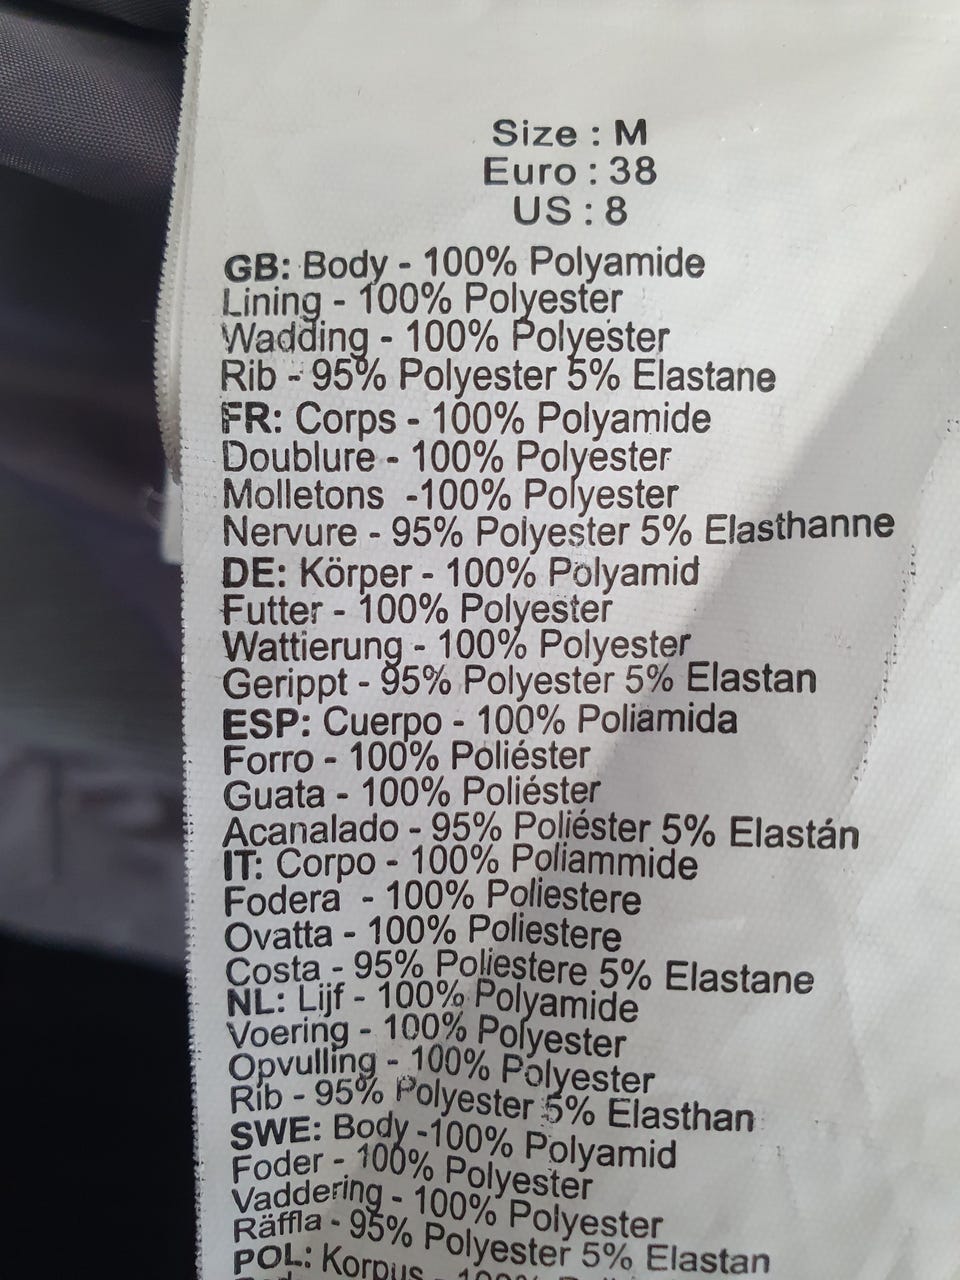 Size : M
Euro : 38
US : 8
GB: Body - 100% Polyamide
Lining - 100% Polyester
Wadding - 100% Polyester
Rib - 95% Polyester 5% Elastane
FR: Corps - 100% Polyamide
Doublure - 100% Polyester
Molletons -100% Polyester
Nervure - 95% Polyester 5% Elasthanne
DE: Körper - 100% Polyamid
Futter - 100% Polyester
Wattierung - 100% Polyester
Gerippt - 95% Polyester 5% Elastan
ESP: Cuerpo - 100% Poliamida
Forro - 100% Poliéster
Guata - 100% Poliéster
Acanalado - 95% Poliéster 5% Elastán
IT: Corpo - 100% Poliammide
Fodera - 100% Poliestere
Ovatta - 100% Poliestere
Costa - 95% Poliestere 5% Elastane
NL: Lijf - 100% Polyamide
Voering - 100% Polyester
Opvulling - 100% Polyester
Rib - 95% Polyester 5% Elasthan
SWE: Body -100% Polyamid
Foder - 100% Polyester
Vaddering - 100% Polyester
Räffla - 95% Polyester 5% Elastan
POL: Korpus - 100%